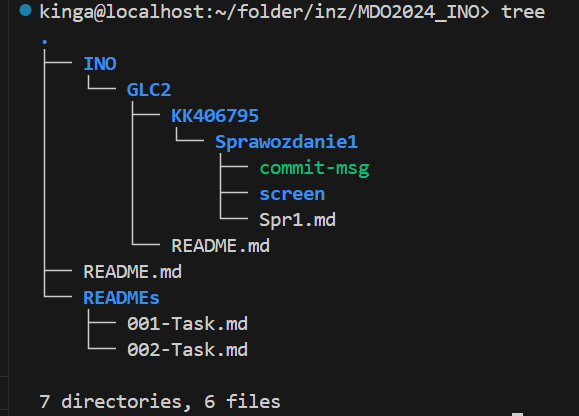 kinga@localhost:~/folder/inz/MDO2024_INO> tree
.
├── INO
│   └── GLC2
│       ├── KK406795
│       │   └── Sprawozdanie1
│       │       ├── commit-msg
│       │       ├── screen
│       │       └── Spr1.md
│       └── README.md
├── README.md
└── READMEs
    ├── 001-Task.md
    └── 002-Task.md
7 directories, 6 files